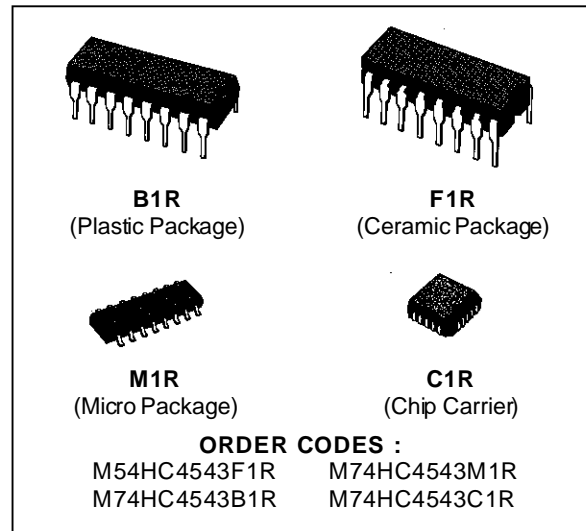 B1R
(Plastic Package)
F1R
(Ceramic Package)
M1R
(Micro Package)
C1R
(Chip Carrier)
ORDER CODES :
M54HC4543F1R M74HC4543M1R
M74HC4543B1R M74HC4543C1R